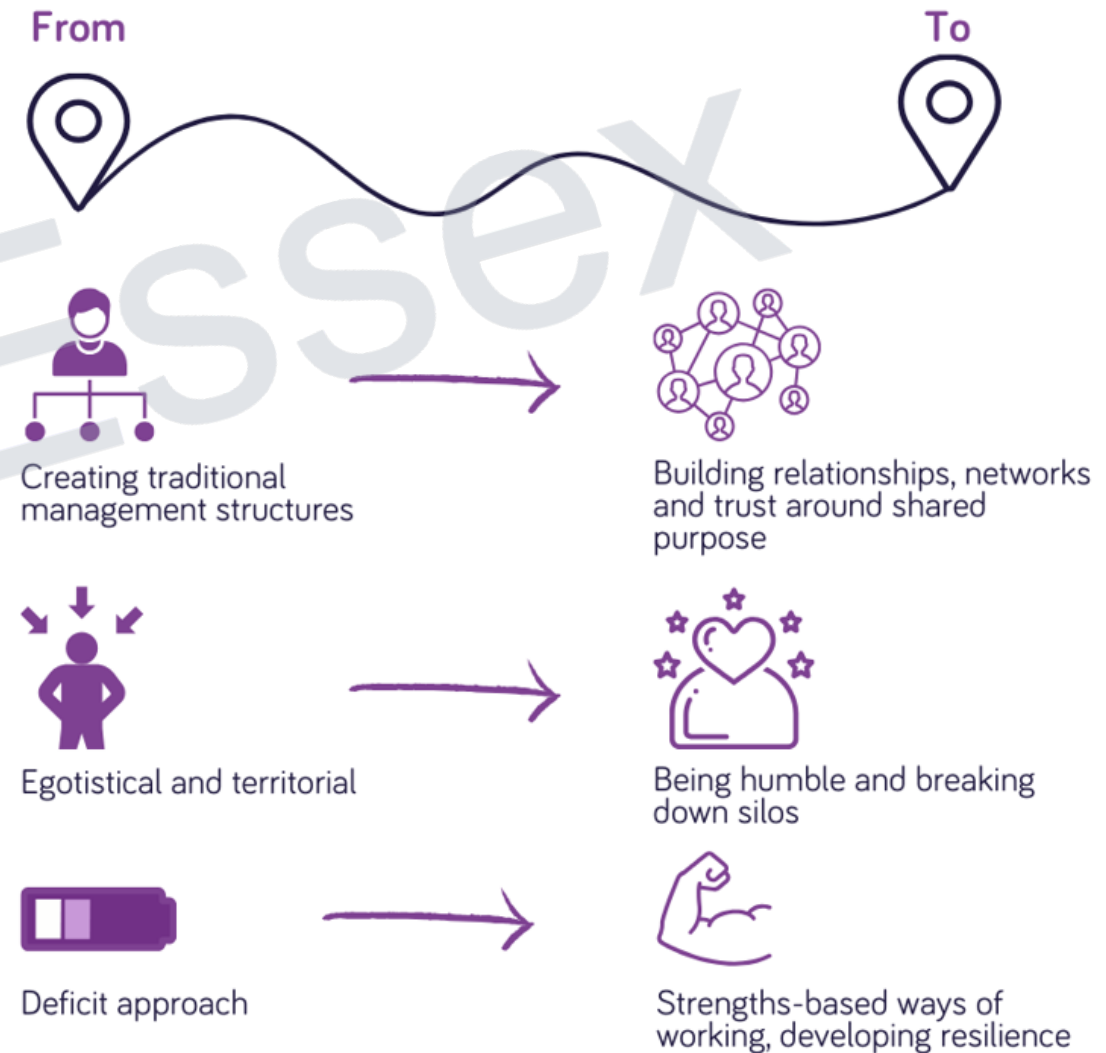 From
To
Essex
Creating traditional
management structures
Building relationships, networks
and trust around shared
purpose
Egotistical and territorial
Being humble and breaking
down silos
Deficit approach
Strengths-based ways of
working, developing resilience